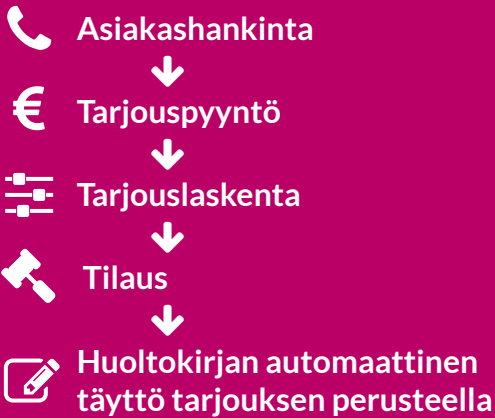 Asiakashankinta
Tarjouspyyntö
Tarjouslaskenta
Tilaus
Huoltokirjan automaattinen
täyttö tarjouksen perusteella